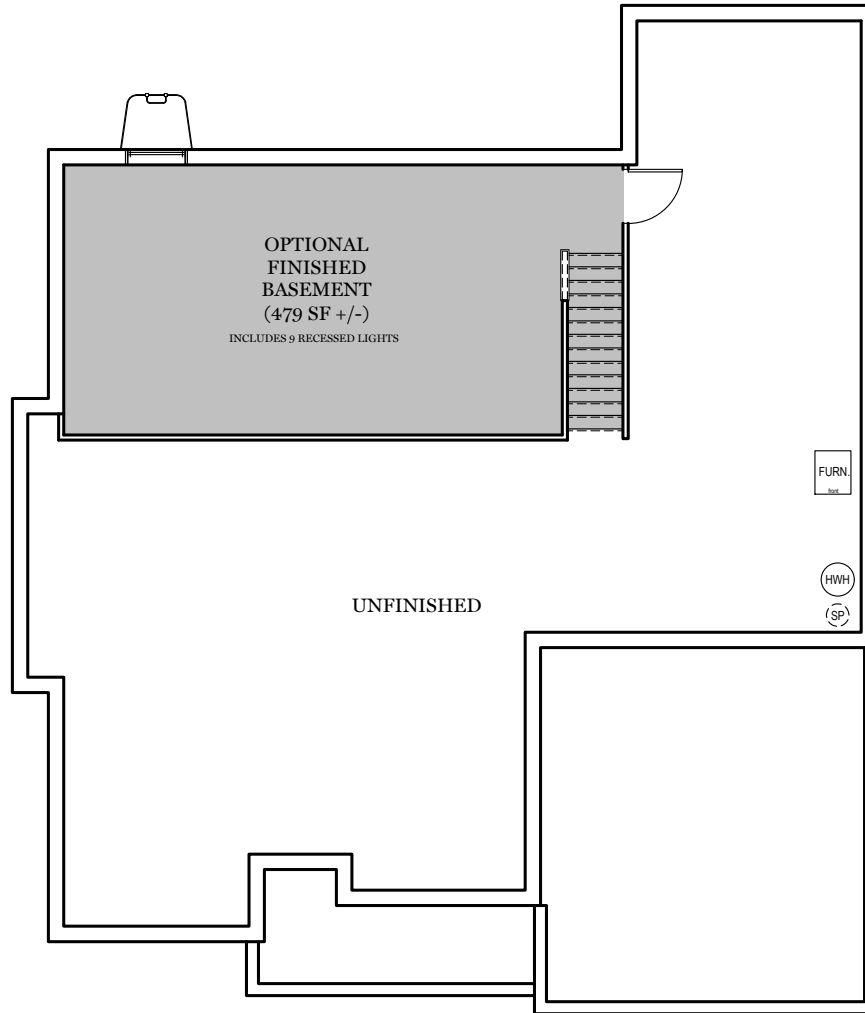 OPTIONAL
FINISHED
BASEMENT
(479 SF +/-)
INCLUDES 9 RECESSED LIGHTS
FURN.
front
HWH
UNFINISHED
SP